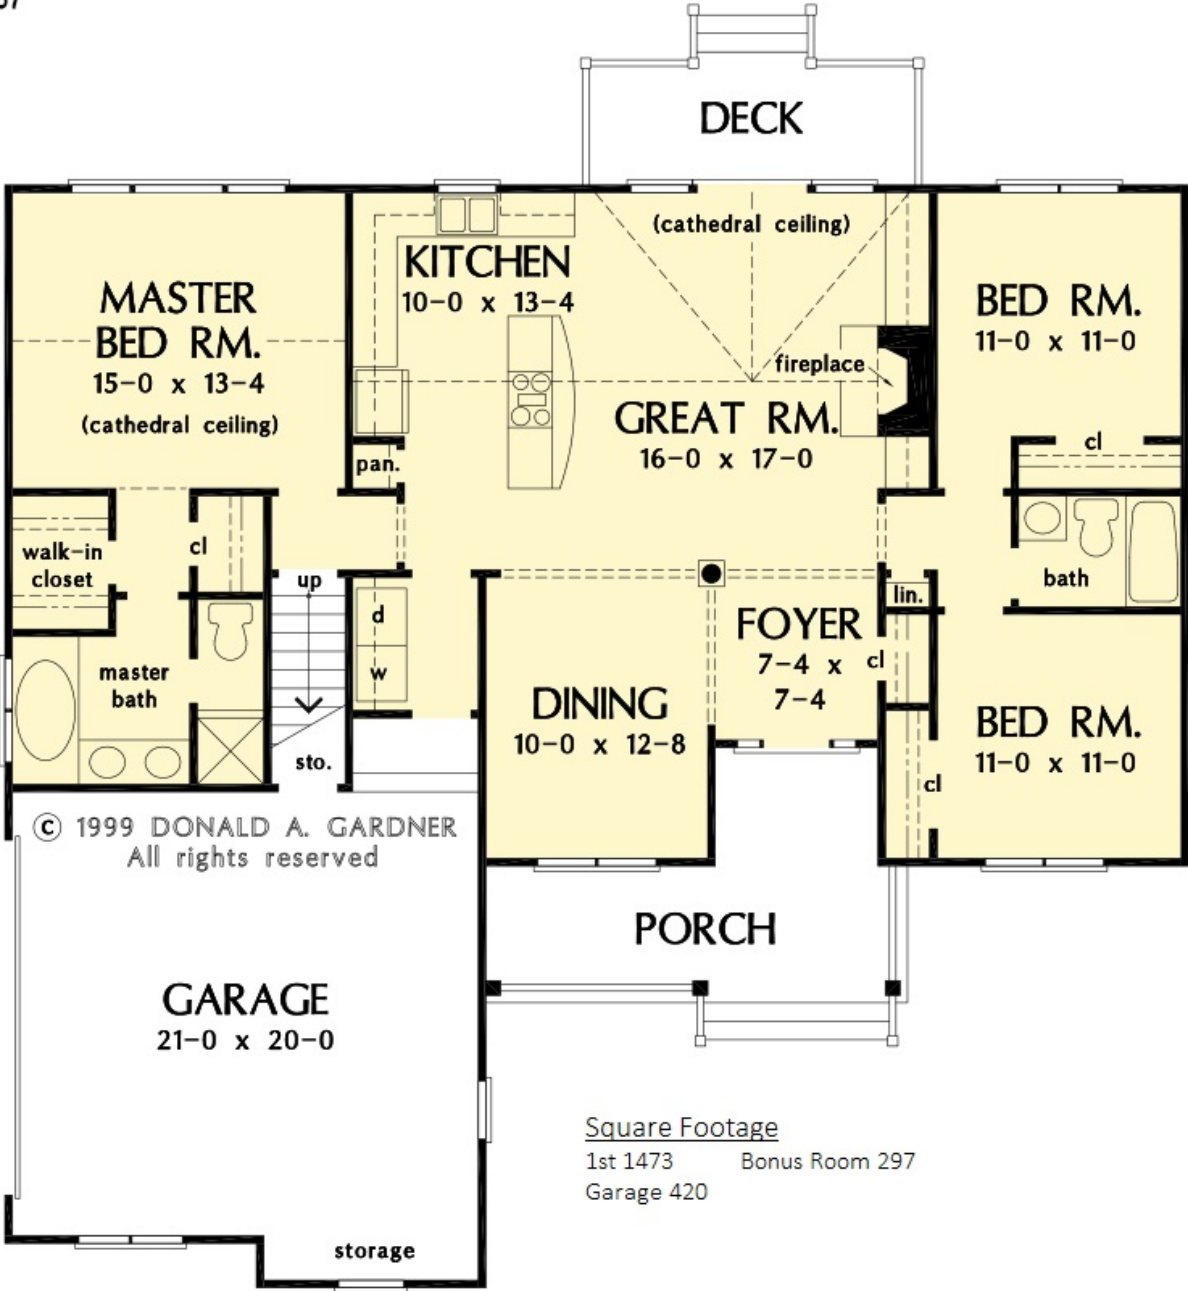 DECK
(cathedral ceiling)
KITCHEN
10-0 x 13-4
MASTER
BED RM.
15-0 x 13-4
(cathedral ceiling)
BED RM.
11-0 x 11-0
fireplace
GREAT RM.
16-0 x 17-0
pan.
cl
walk-in
closet
cl
up
bath
lin.
d
w
FOYER
7-4 x
7-4
cl
master
bath
DINING
10-0 x 12-8
BED RM.
11-0 x 11-0
sto.
cl
© 1999 DONALD A. GARDNER
All rights reserved
PORCH
GARAGE
21-0 x 20-0
Square Footage
1st 1473 Bonus Room 297
Garage 420
storage